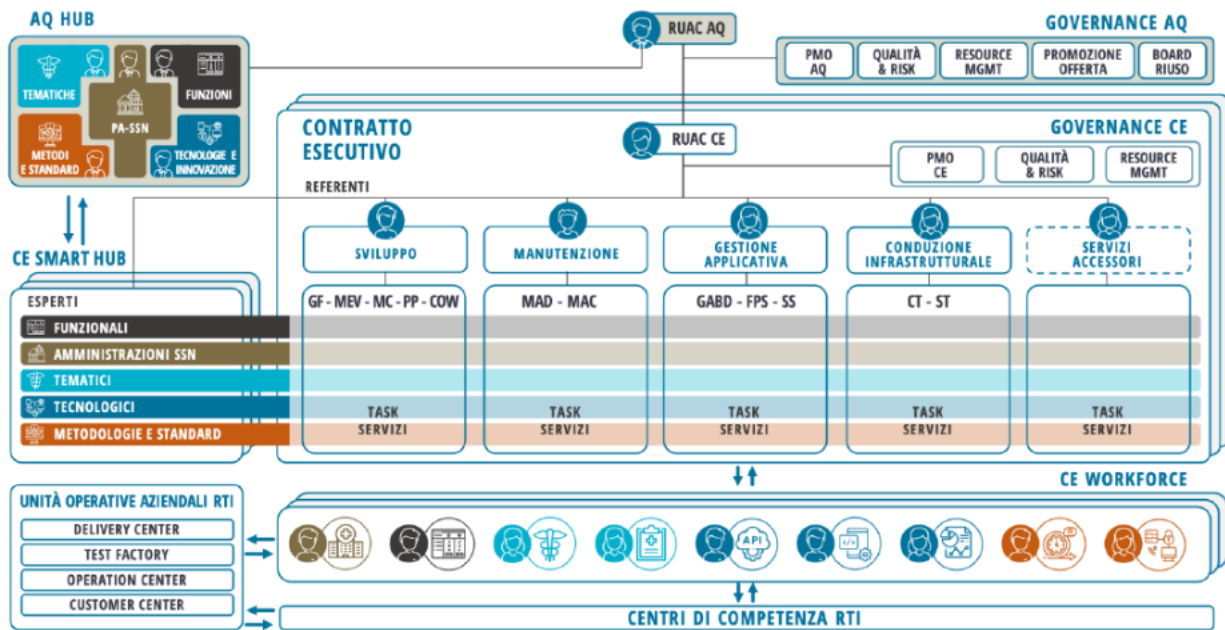 AQ HUB
TEMATICHE
FUNZIONI
PA-SSN
METODI
E STANDARD
TECNOLOGIE E
INNOVAZIONE
RUAC AQ
GOVERNANCE AQ
PMO
AQ
QUALITÀ
& RISK
RESOURCE
MGMT
PROMOZIONE
OFFERTA
BOARD
RIUSO
CONTRATTO
ESECUTIVO
RUAC CE
GOVERNANCE CE
PMO
CE
QUALITÀ
& RISK
RESOURCE
MGMT
REFERENTI
SVILUPPO
MANUTENZIONE
GESTIONE
APPLICATIVA
CONDUZIONE
INFRASTRUTTURALE
SERVIZI
ACCESSORI
GF - MEV - MC - PP - COW
MAD - MAC
GABD - FPS - SS
CT - ST
CE SMART HUB
ESPERTI
FUNZIONALI
AMMINISTRAZIONI SSN
TEMATICI
TECNOLOGICI
METODOLOGIE E STANDARD
TASK
SERVIZI
TASK
SERVIZI
TASK
SERVIZI
TASK
SERVIZI
TASK
SERVIZI
UNITÀ OPERATIVE AZIENDALI RTI
DELIVERY CENTER
TEST FACTORY
OPERATION CENTER
CUSTOMER CENTER
CE WORKFORCE
API
CENTRI DI COMPETENZA RTI